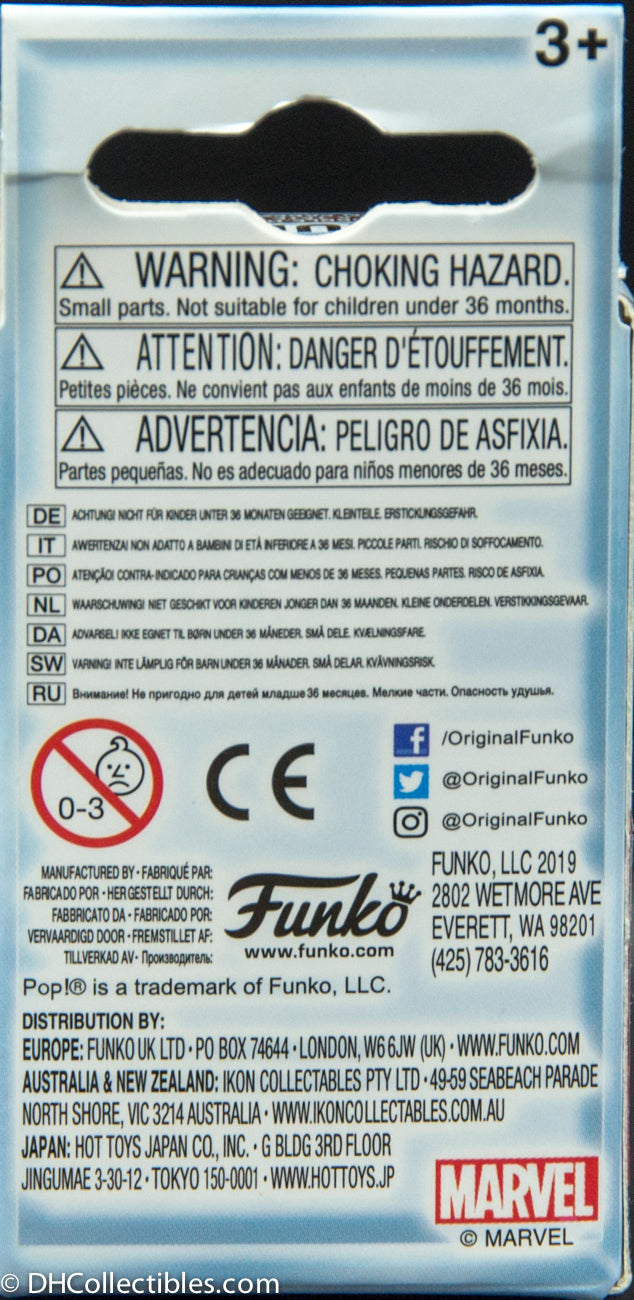 3+
WARNING: CHOKING HAZARD.
Small parts. Not suitable for children under 36 months.
ATTENTION: DANGER D'ÉTOUFFEMENT.
Petites pièces. Ne convient pas aux enfants de moins de 36 mois.
ADVERTENCIA: PELIGRO DE ASFIXIA.
Partes pequeñas. No es adecuado para niños menores de 36 meses.
DE ACHTUNG! NICHT FÜR KINDER UNTER 36 MONATEN GEEIGNET. KLEINTEILE. ERSTICKUNGSGEFAHR.
IT AWERTENZA! NON ADATTO A BAMBINI DI ETÀ INFERIORE A 36 MESI. PICCOLE PARTI. RISCHIO DI SOFFOCAMENTO.
PO ATENÇÃO! CONTRA-INDICADO PARA CRIANÇAS COM MENOS DE 36 MESES. PEQUENAS PARTES. RISCO DE ASFIXIA.
NL WAARSCHUWING! NIET GESCHIKT VOOR KINDEREN JONGER DAN 36 MAANDEN. KLEINE ONDERDELEN. VERSTIKKINGSGEVAAR.
DA ADVARSEL! IKKE EGNET TIL BØRN UNDER 36 MÅNEDER. SMÅ DELE. KVÆLNINGSFARE.
SW VARNING! INTE LÄMPLIG FÖR BARN UNDER 36 MÅNADER. SMÅ DELAR. KVÄVNINGSRISK.
RU Внимание! Не пригодно для детей младше 36 месяцев. Мелкие части. Опасность удушья.
0-3
CE
/OriginalFunko
@OriginalFunko
@OriginalFunko
MANUFACTURED BY • FABRIQUÉ PAR:
FABRICADO POR • HERGESTELLT DURCH:
FABBRICATO DA • FABRICADO POR:
VERVAARDIGD DOOR • FREMSTILLET AF:
TILLVERKAD AV • Производитель:
Funko
www.funko.com
FUNKO, LLC 2019
2802 WETMORE AVE
EVERETT, WA 98201
(425) 783-3616
Pop!® is a trademark of Funko, LLC.
DISTRIBUTION BY:
EUROPE: FUNKO UK LTD • PO BOX 74644 • LONDON, W6 6JW (UK) • WWW.FUNKO.COM
AUSTRALIA & NEW ZEALAND: IKON COLLECTABLES PTY LTD • 49-59 SEABEACH PARADE
NORTH SHORE, VIC 3214 AUSTRALIA • WWW.IKONCOLLECTABLES.COM.AU
JAPAN: HOT TOYS JAPAN CO., INC. • G BLDG 3RD FLOOR
JINGUMAE 3-30-12 • TOKYO 150-0001 • WWW.HOTTOYS.JP
MARVEL
© MARVEL
© DHCollectibles.com